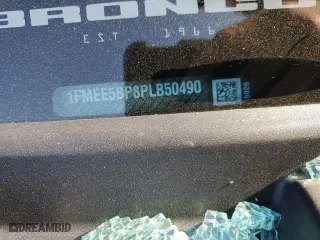 BRONCO
EST 1966
1FMEE5BP8PLB50490
DREAMBID